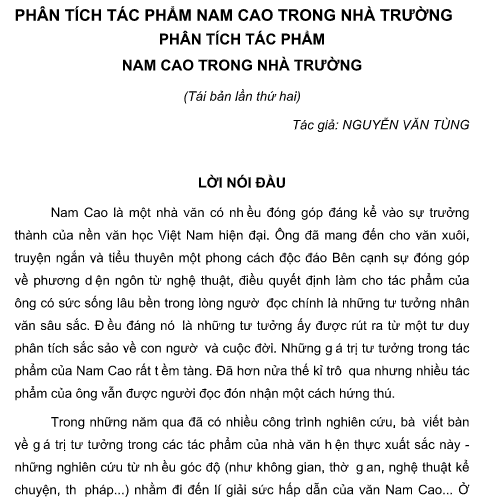 PHÂN TÍCH TÁC PHẨM NAM CAO TRONG NHÀ TRƯỜNG
PHÂN TÍCH TÁC PHẨM
NAM CAO TRONG NHÀ TRƯỜNG
(Tái bản lần thứ hai)
Tác giả: NGUYỄN VĂN TÙNG
LỜI NÓI ĐẦU
Nam Cao là một nhà văn có nh ều đóng góp đáng kể vào sự trưởng
thành của nền văn học Việt Nam hiện đại. Ông đã mang đến cho văn xuôi,
truyện ngắn và tiểu thuyên một phong cách độc đáo Bên cạnh sự đóng góp
về phương d ện ngôn từ nghệ thuật, điều quyết định làm cho tác phẩm của
ông có sức sống lâu bền trong lòng ngườ đọc chính là những tư tưởng nhân
văn sâu sắc. Đ ều đáng nó là những tư tưởng ấy được rút ra từ một tư duy
phân tích sắc sảo về con ngườ và cuộc đời. Những g á trị tư tưởng trong tác
phẩm của Nam Cao rất t ềm tàng. Đã hơn nửa thế kỉ trô qua nhưng nhiều tác
phẩm của ông vẫn được người đọc đón nhận một cách hứng thú.
Trong những năm qua đã có nhiều công trình nghiên cứu, bà viết bàn
về g á trị tư tưởng trong các tác phẩm của nhà văn h ện thực xuất sắc này -
những nghiên cứu từ nh ều góc độ (như không gian, thờ g an, nghệ thuật kể
chuyện, th pháp...) nhằm đi đến lí giải sức hấp dẫn của văn Nam Cao... Ở